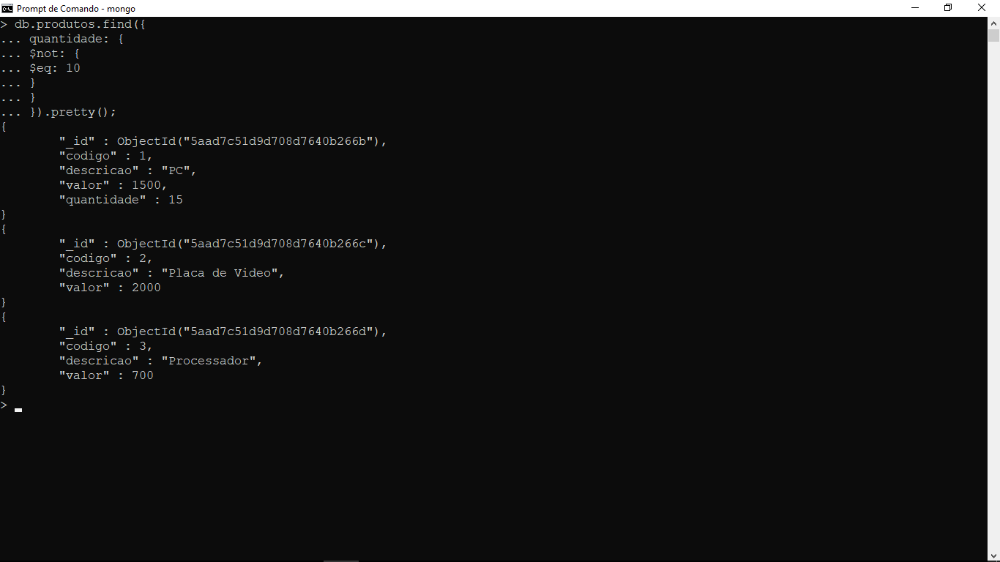 Prompt de Comando - mongo
> db.produtos.find({
... quantidade: {
... $not: {
... $eq: 10
... }
... }
... }).pretty();
{
        "_id" : ObjectId("5aad7c51d9d708d7640b266b"),
        "codigo" : 1,
        "descricao" : "PC",
        "valor" : 1500,
        "quantidade" : 15
}
{
        "_id" : ObjectId("5aad7c51d9d708d7640b266c"),
        "codigo" : 2,
        "descricao" : "Placa de Video",
        "valor" : 2000
}
{
        "_id" : ObjectId("5aad7c51d9d708d7640b266d"),
        "codigo" : 3,
        "descricao" : "Processador",
        "valor" : 700
}
>